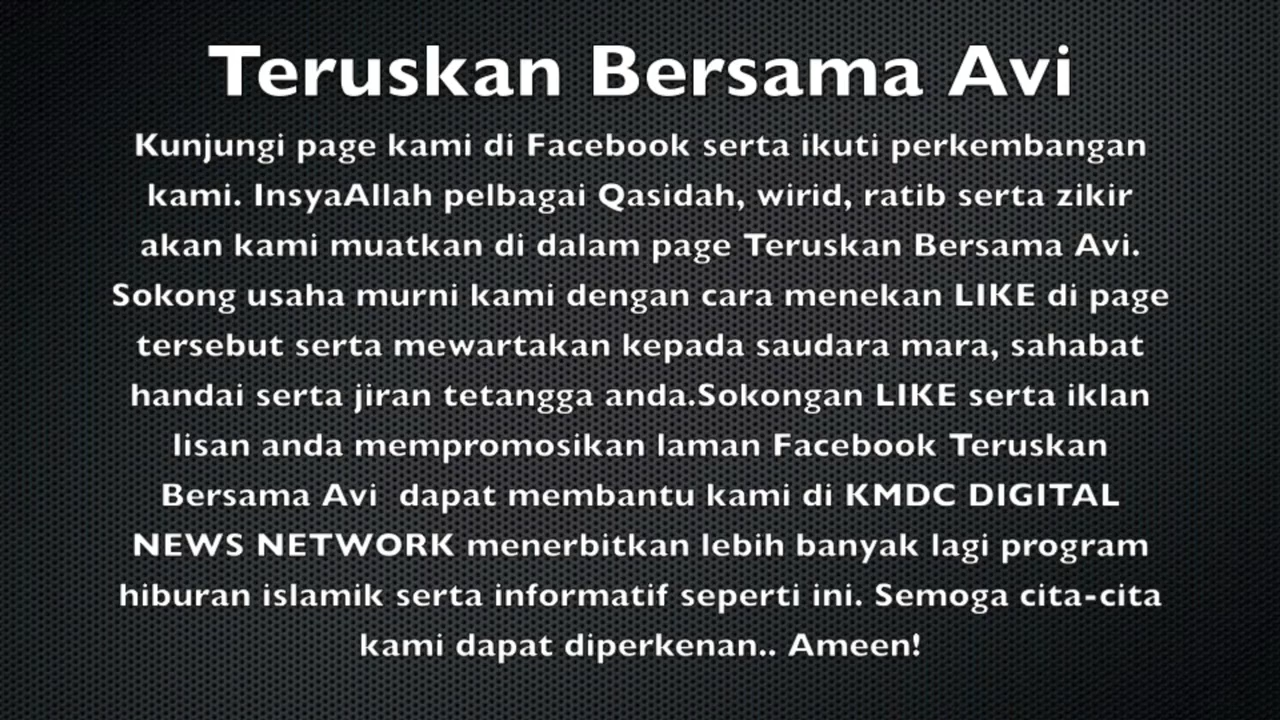 Teruskan Bersama Avi
Kunjungi page kami di Facebook serta ikuti perkembangan
kami. InsyaAllah pelbagai Qasidah, wirid, ratib serta zikir
akan kami muatkan di dalam page Teruskan Bersama Avi.
Sokong usaha murni kami dengan cara menekan LIKE di page
tersebut serta mewartakan kepada saudara mara, sahabat
handai serta jiran tetangga anda.Sokongan LIKE serta iklan
lisan anda mempromosikan laman Facebook Teruskan
Bersama Avi  dapat membantu kami di KMDC DIGITAL
NEWS NETWORK menerbitkan lebih banyak lagi program
hiburan islamik serta informatif seperti ini. Semoga cita-cita
kami dapat diperkenan.. Ameen!